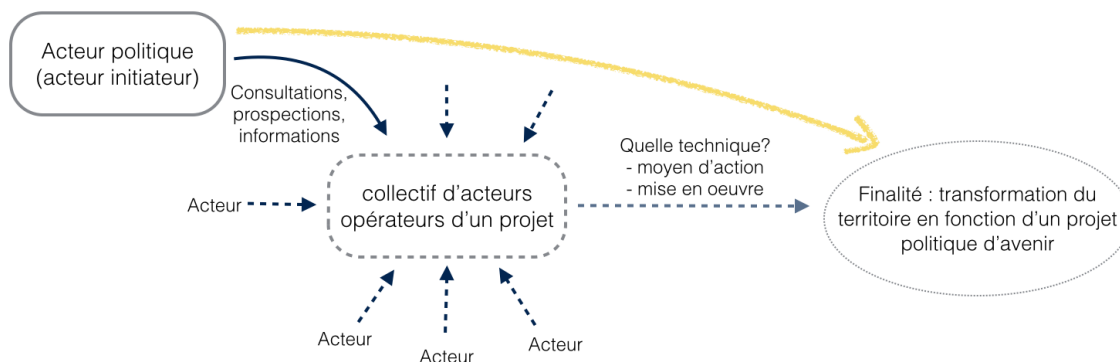 Acteur politique
(acteur initiateur)
Consultations,
prospections,
informations
Quelle technique?
- moyen d'action
- mise en oeuvre
Acteur
collectif d'acteurs
opérateurs d'un projet
Finalité : transformation du
territoire en fonction d'un projet
politique d'avenir
Acteur
Acteur
Acteur